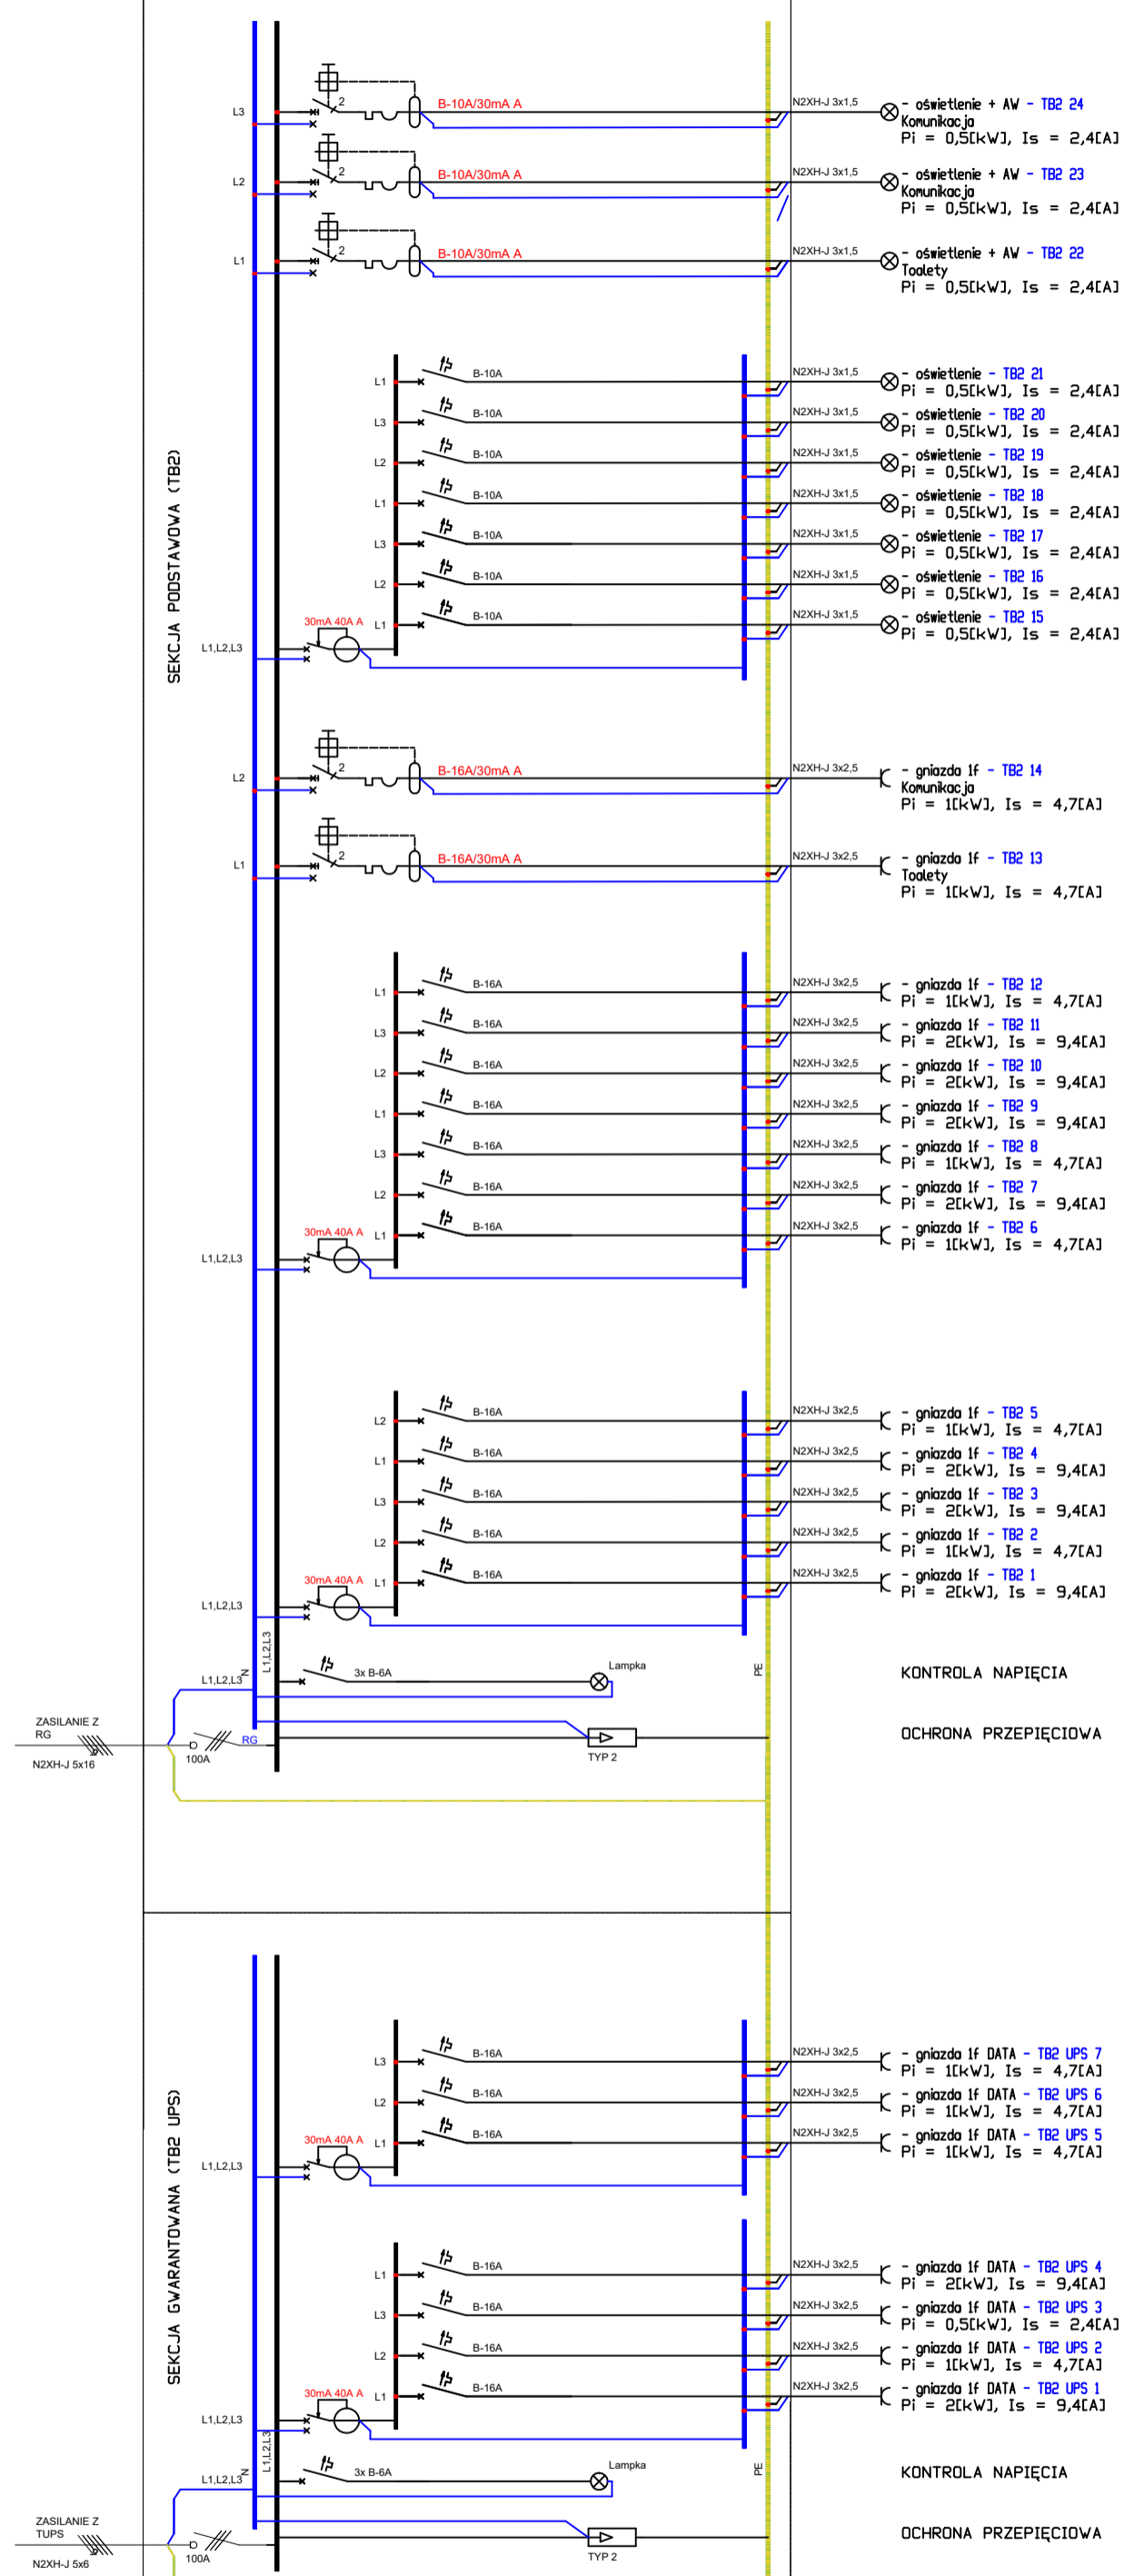 L3
2
B-10A/30mA A
N2XH-J 3x1,5
- oświetlenie + AW - TB2 24
Komunikacja
Pi = 0,5[kW], Is = 2,4[A]
L2
2
B-10A/30mA A
N2XH-J 3x1,5
- oświetlenie + AW - TB2 23
Komunikacja
Pi = 0,5[kW], Is = 2,4[A]
L1
2
B-10A/30mA A
N2XH-J 3x1,5
- oświetlenie + AW - TB2 22
Toalety
Pi = 0,5[kW], Is = 2,4[A]
SEKCJA PODSTAWOWA (TB2)
L1
B-10A
N2XH-J 3x1,5
- oświetlenie - TB2 21
Pi = 0,5[kW], Is = 2,4[A]
L3
B-10A
N2XH-J 3x1,5
- oświetlenie - TB2 20
Pi = 0,5[kW], Is = 2,4[A]
L2
B-10A
N2XH-J 3x1,5
- oświetlenie - TB2 19
Pi = 0,5[kW], Is = 2,4[A]
L1
B-10A
N2XH-J 3x1,5
- oświetlenie - TB2 18
Pi = 0,5[kW], Is = 2,4[A]
L3
B-10A
N2XH-J 3x1,5
- oświetlenie - TB2 17
Pi = 0,5[kW], Is = 2,4[A]
L2
B-10A
N2XH-J 3x1,5
- oświetlenie - TB2 16
Pi = 0,5[kW], Is = 2,4[A]
L1
B-10A
N2XH-J 3x1,5
- oświetlenie - TB2 15
Pi = 0,5[kW], Is = 2,4[A]
30mA 40A A
L1,L2,L3
L2
2
B-16A/30mA A
N2XH-J 3x2,5
- gniazda 1f - TB2 14
Komunikacja
Pi = 1[kW], Is = 4,7[A]
L1
2
B-16A/30mA A
N2XH-J 3x2,5
- gniazda 1f - TB2 13
Toalety
Pi = 1[kW], Is = 4,7[A]
L1
B-16A
N2XH-J 3x2,5
- gniazda 1f - TB2 12
Pi = 1[kW], Is = 4,7[A]
L3
B-16A
N2XH-J 3x2,5
- gniazda 1f - TB2 11
Pi = 2[kW], Is = 9,4[A]
L2
B-16A
N2XH-J 3x2,5
- gniazda 1f - TB2 10
Pi = 2[kW], Is = 9,4[A]
L1
B-16A
N2XH-J 3x2,5
- gniazda 1f - TB2 9
Pi = 2[kW], Is = 9,4[A]
L3
B-16A
N2XH-J 3x2,5
- gniazda 1f - TB2 8
Pi = 1[kW], Is = 4,7[A]
L2
B-16A
N2XH-J 3x2,5
- gniazda 1f - TB2 7
Pi = 2[kW], Is = 9,4[A]
L1
B-16A
N2XH-J 3x2,5
- gniazda 1f - TB2 6
Pi = 1[kW], Is = 4,7[A]
30mA 40A A
L1,L2,L3
L2
B-16A
N2XH-J 3x2,5
- gniazda 1f - TB2 5
Pi = 1[kW], Is = 4,7[A]
L1
B-16A
N2XH-J 3x2,5
- gniazda 1f - TB2 4
Pi = 2[kW], Is = 9,4[A]
L3
B-16A
N2XH-J 3x2,5
- gniazda 1f - TB2 3
Pi = 2[kW], Is = 9,4[A]
L2
B-16A
N2XH-J 3x2,5
- gniazda 1f - TB2 2
Pi = 1[kW], Is = 4,7[A]
L1
B-16A
N2XH-J 3x2,5
- gniazda 1f - TB2 1
Pi = 2[kW], Is = 9,4[A]
30mA 40A A
L1,L2,L3
N
L1,L2,L3
L1,L2,L3
3x B-6A
Lampka
PE
KONTROLA NAPIĘCIA
ZASILANIE Z
RG
N2XH-J 5x16
100A
RG
TYP 2
OCHRONA PRZEPIĘCIOWA
SEKCJA GWARANTOWANA (TB2 UPS)
L3
B-16A
N2XH-J 3x2,5
- gniazda 1f DATA - TB2 UPS 7
Pi = 1[kW], Is = 4,7[A]
L2
B-16A
N2XH-J 3x2,5
- gniazda 1f DATA - TB2 UPS 6
Pi = 1[kW], Is = 4,7[A]
L1
B-16A
N2XH-J 3x2,5
- gniazda 1f DATA - TB2 UPS 5
Pi = 1[kW], Is = 4,7[A]
30mA 40A A
L1,L2,L3
L1
B-16A
N2XH-J 3x2,5
- gniazda 1f DATA - TB2 UPS 4
Pi = 2[kW], Is = 9,4[A]
L3
B-16A
N2XH-J 3x2,5
- gniazda 1f DATA - TB2 UPS 3
Pi = 0,5[kW], Is = 2,4[A]
L2
B-16A
N2XH-J 3x2,5
- gniazda 1f DATA - TB2 UPS 2
Pi = 1[kW], Is = 4,7[A]
L1
B-16A
N2XH-J 3x2,5
- gniazda 1f DATA - TB2 UPS 1
Pi = 2[kW], Is = 9,4[A]
30mA 40A A
L1,L2,L3
N
L1,L2,L3
L1,L2,L3
3x B-6A
Lampka
PE
KONTROLA NAPIĘCIA
ZASILANIE Z
TUPS
N2XH-J 5x6
100A
TYP 2
OCHRONA PRZEPIĘCIOWA